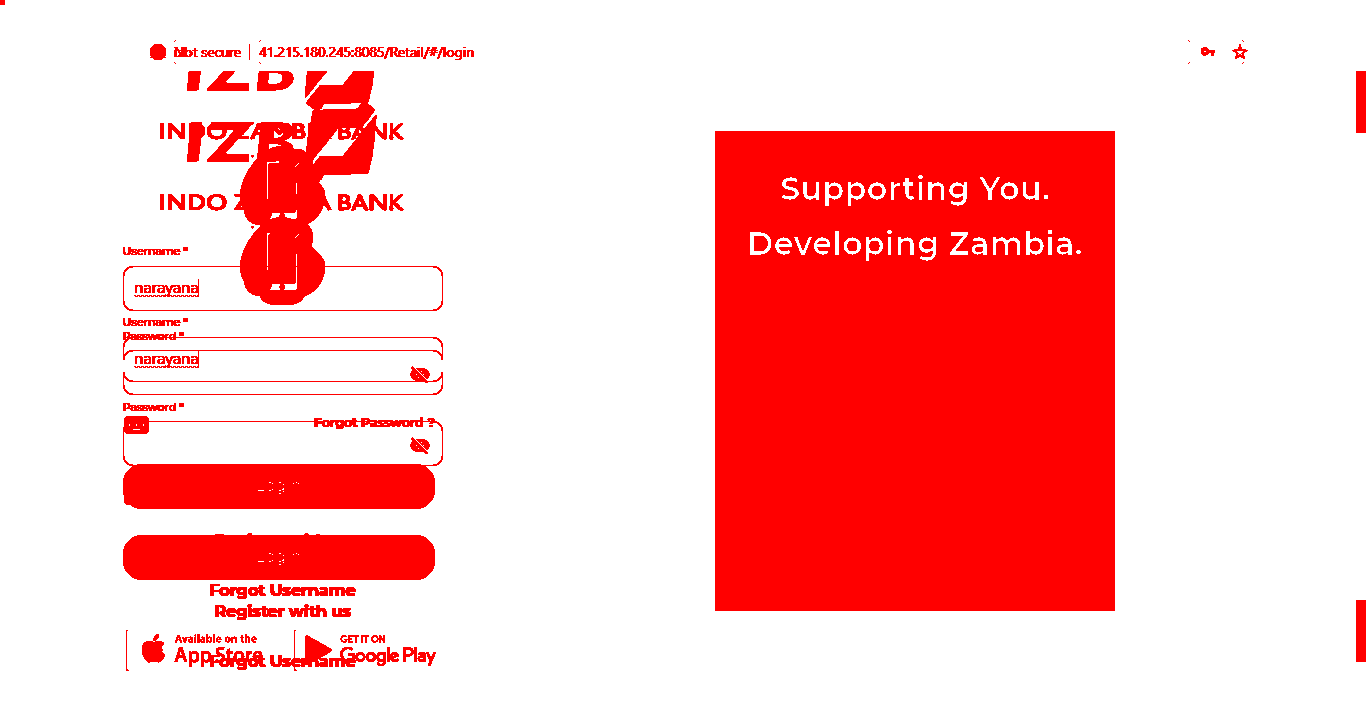 Not secure | 41.215.180.245:8085/Retail/#/login
IZB
INDO ZAMBIA BANK
IZB
INDO ZAMBIA BANK
Username *
narayana
Username *
Password *
narayana
Password *
Forgot Password ?
Login
Login
Forgot Username
Register with us
Available on the
App Store
GET IT ON
Google Play
Forgot Username
Supporting You.
Developing Zambia.